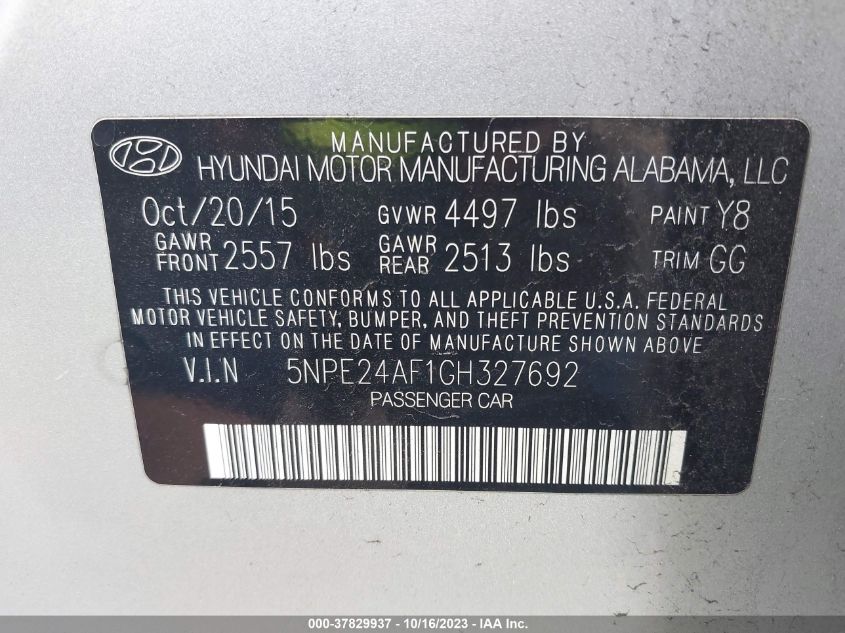 MANUFACTURED BY
HYUNDAI MOTOR MANUFACTURING ALABAMA, LLC
Oct/20/15 GVWR 4497 lbs PAINT Y8
GAWR FRONT 2557 lbs GAWR REAR 2513 lbs TRIM GG
THIS VEHICLE CONFORMS TO ALL APPLICABLE U.S.A. FEDERAL
MOTOR VEHICLE SAFETY, BUMPER, AND THEFT PREVENTION STANDARDS
IN EFFECT ON THE DATE OF MANUFACTURE SHOWN ABOVE
V.I.N 5NPE24AF1GH327692
PASSENGER CAR
000-37829937 - 10/16/2023 - IAA Inc.